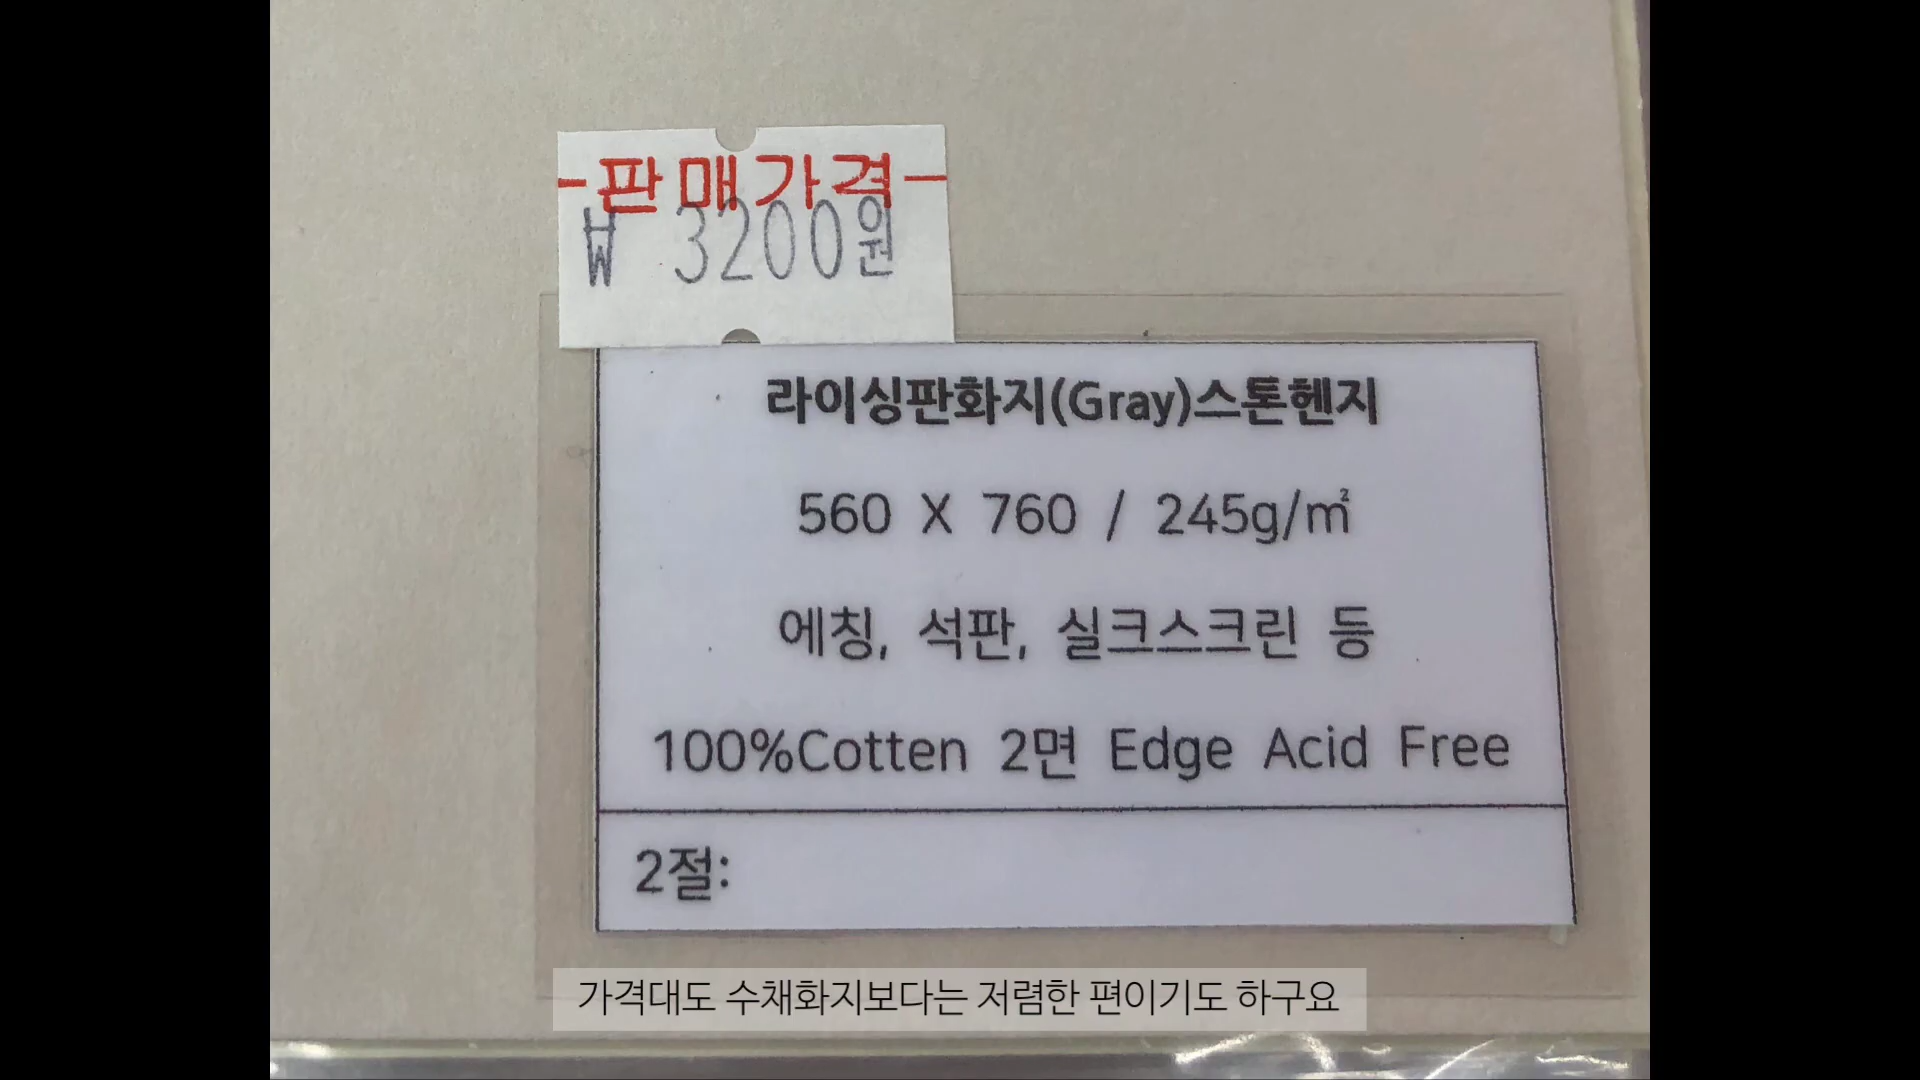 판매가격
₩ 3200원
라이싱판화지(Gray)스톤헨지
560 X 760 / 245g/㎡
에칭, 석판, 실크스크린 등
100%Cotten 2면 Edge Acid Free
2절:
가격대도 수채화지보다는 저렴한 편이기도 하구요